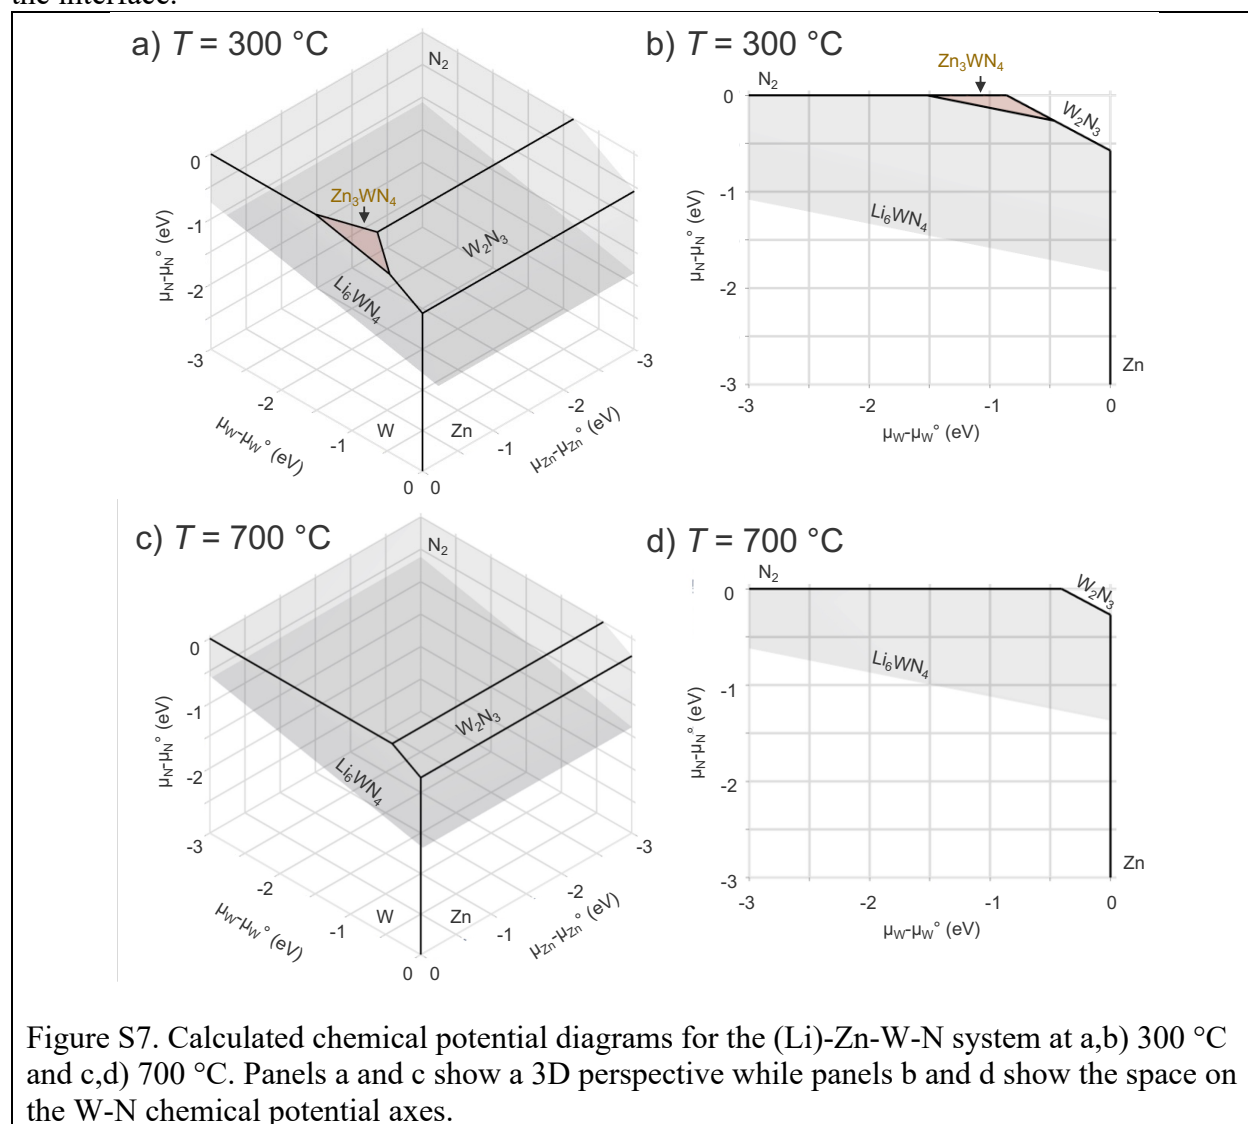 the interface.
a) T = 300 °C
N₂
0
-1
-2
-3
μN-μN° (eV)
Zn₃WN₄
W₂N₃
Li₆WN₄
-2
-1
μW-μW° (eV)
W
Zn
0 0
-1
-2
-3
μZn-μZn° (eV)
b) T = 300 °C
Zn₃WN₄
N₂
W₂N₃
0
-1
-2
-3
μN-μN° (eV)
Li₆WN₄
Zn
-3 -2 -1 0
μW-μW° (eV)
c) T = 700 °C
N₂
0
-1
-2
-3
μN-μN° (eV)
W₂N₃
Li₆WN₄
-2
-1
μW-μW° (eV)
W
Zn
0 0
-1
-2
-3
μZn-μZn° (eV)
d) T = 700 °C
N₂
W₂N₃
0
-1
-2
-3
μN-μN° (eV)
Li₆WN₄
Zn
-3 -2 -1 0
μW-μW° (eV)
Figure S7. Calculated chemical potential diagrams for the (Li)-Zn-W-N system at a,b) 300 °C
and c,d) 700 °C. Panels a and c show a 3D perspective while panels b and d show the space on
the W-N chemical potential axes.